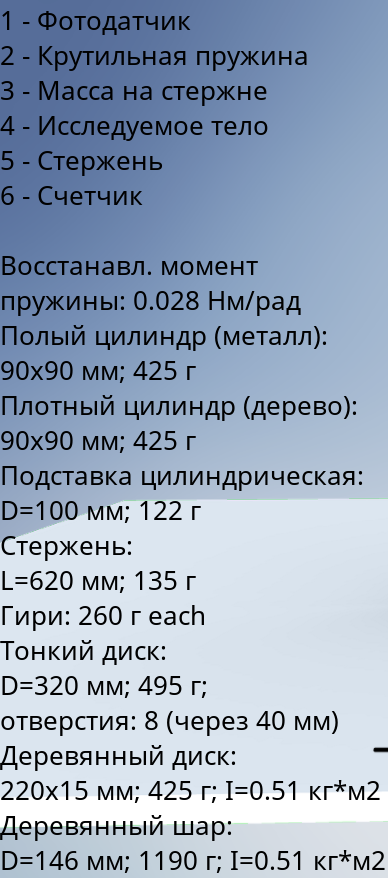 1 - Фотодатчик
2 - Крутильная пружина
3 - Масса на стержне
4 - Исследуемое тело
5 - Стержень
6 - Счетчик
Восстанавл. момент
пружины: 0.028 Нм/рад
Полый цилиндр (металл):
90x90 мм; 425 г
Плотный цилиндр (дерево):
90x90 мм; 425 г
Подставка цилиндрическая:
D=100 мм; 122 г
Стержень:
L=620 мм; 135 г
Гири: 260 г each
Тонкий диск:
D=320 мм; 495 г;
отверстия: 8 (через 40 мм)
Деревянный диск:
220x15 мм; 425 г; I=0.51 кг*м2
Деревянный шар:
D=146 мм; 1190 г; I=0.51 кг*м2